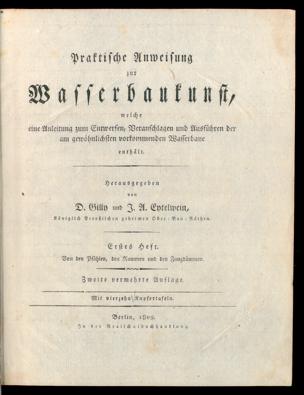 Praktische Anweisung
zur
Wasserbaukunst,
welche
eine Anleitung zum Entwerfen, Veranschlagen und Ausführen der
am gewöhnlichsten vorkommenden Wasserbaue
enthält.
Herausgegeben
von
D. Gilly und J. A. Eytelwein,
Königlich Preußischen geheimen Ober-Bau-Räthen.
Erstes Heft.
Von den Pfählen, den Rammen und den Fangdämmen.
Zweite vermehrte Auflage.
Mit vierzehn Kupfertafeln.
Berlin, 1809.
In der Realschulbuchhandlung.